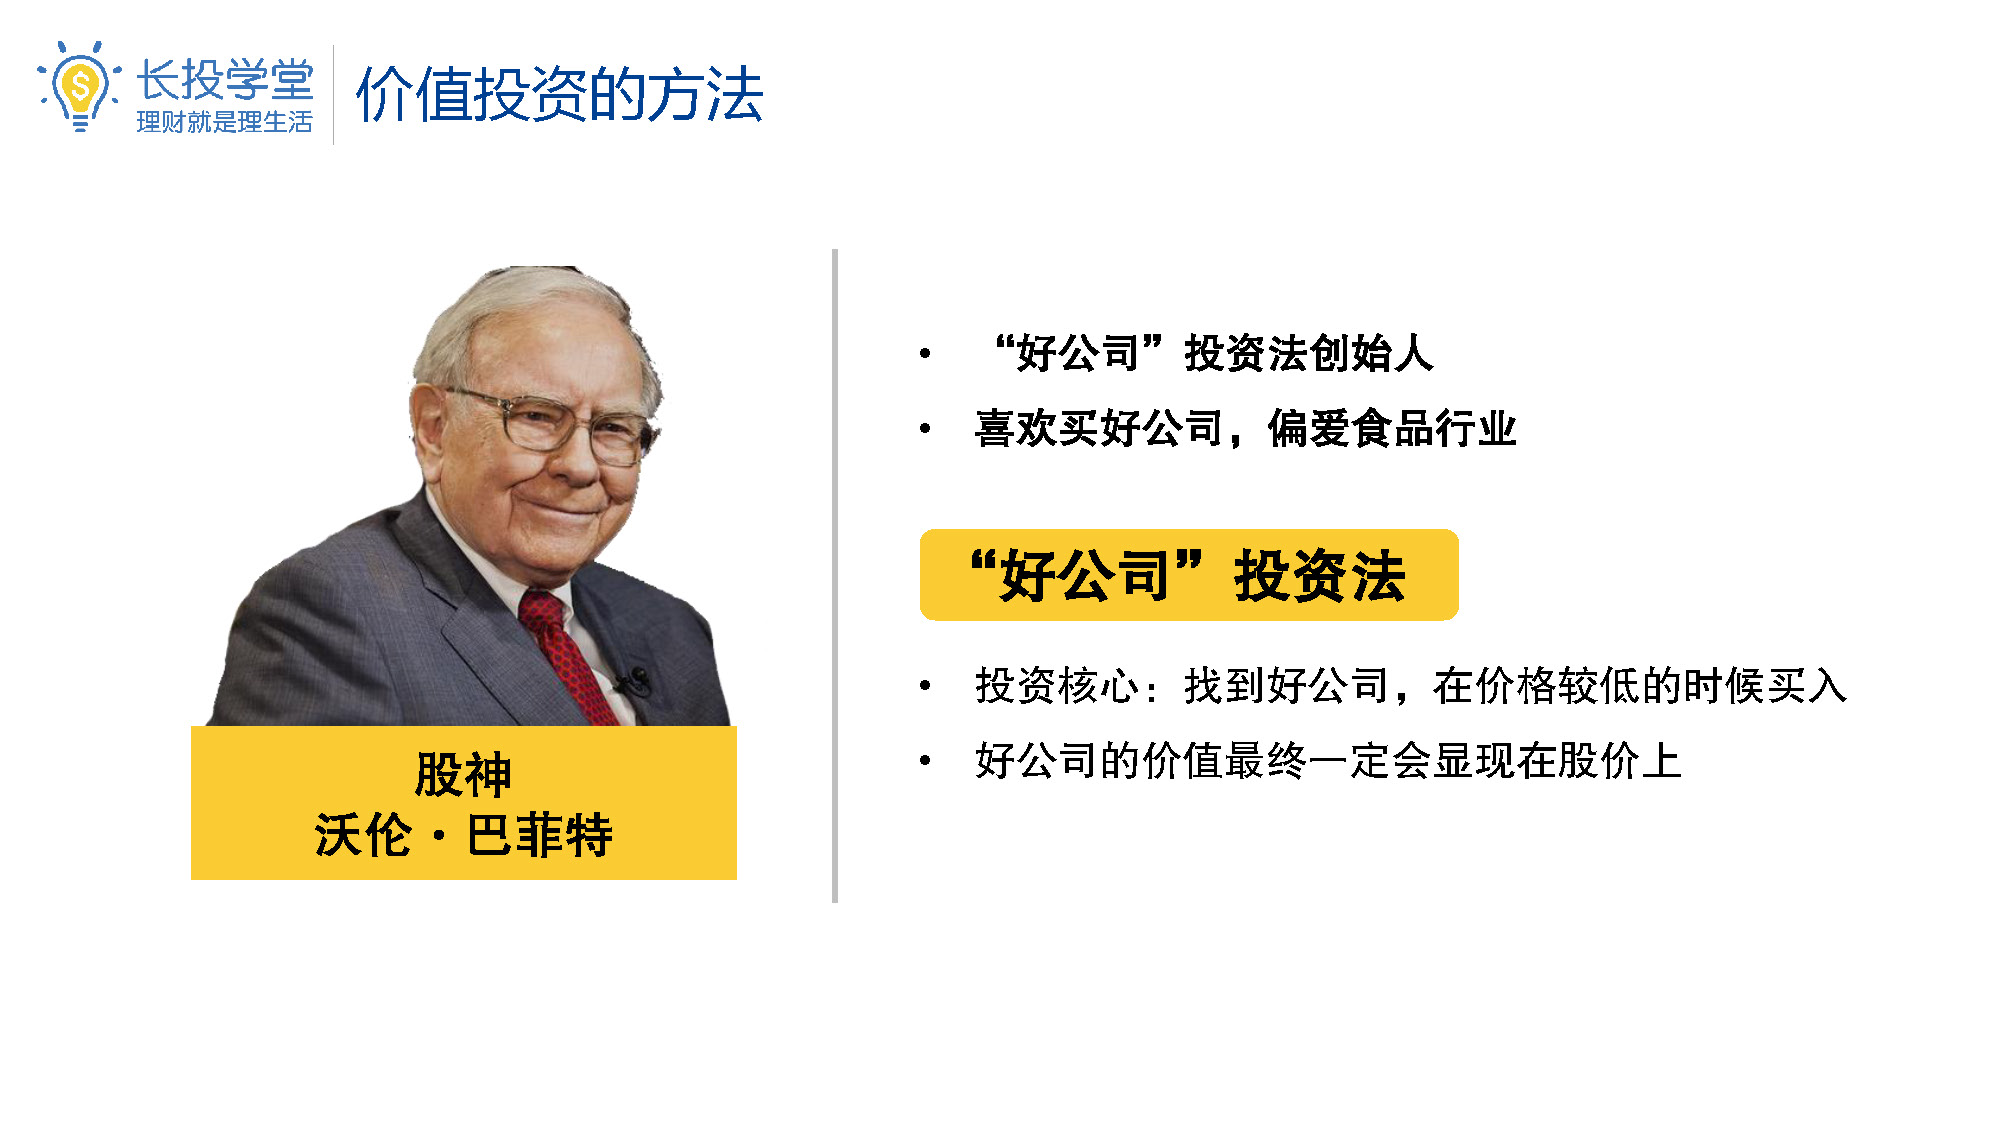 长投学堂
理财就是理生活
价值投资的方法
股神
沃伦·巴菲特
• “好公司”投资法创始人
• 喜欢买好公司，偏爱食品行业
“好公司”投资法
• 投资核心：找到好公司，在价格较低的时候买入
• 好公司的价值最终一定会显现在股价上